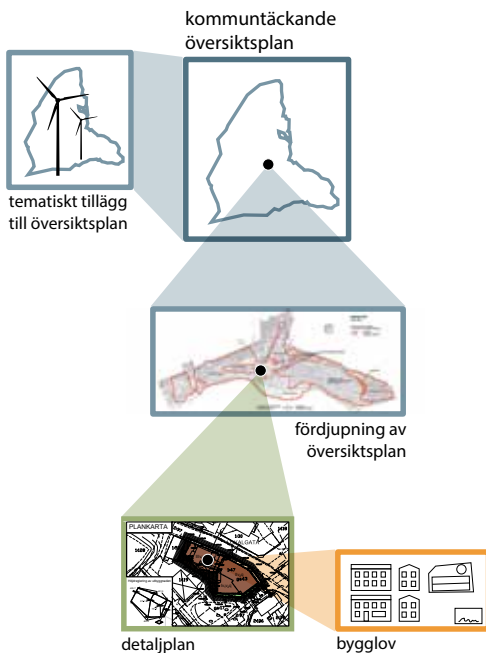 kommuntäckande
översiktsplan
tematiskt tillägg
till översiktsplan
fördjupning av
översiktsplan
PLANKARTA
detaljplan
bygglov